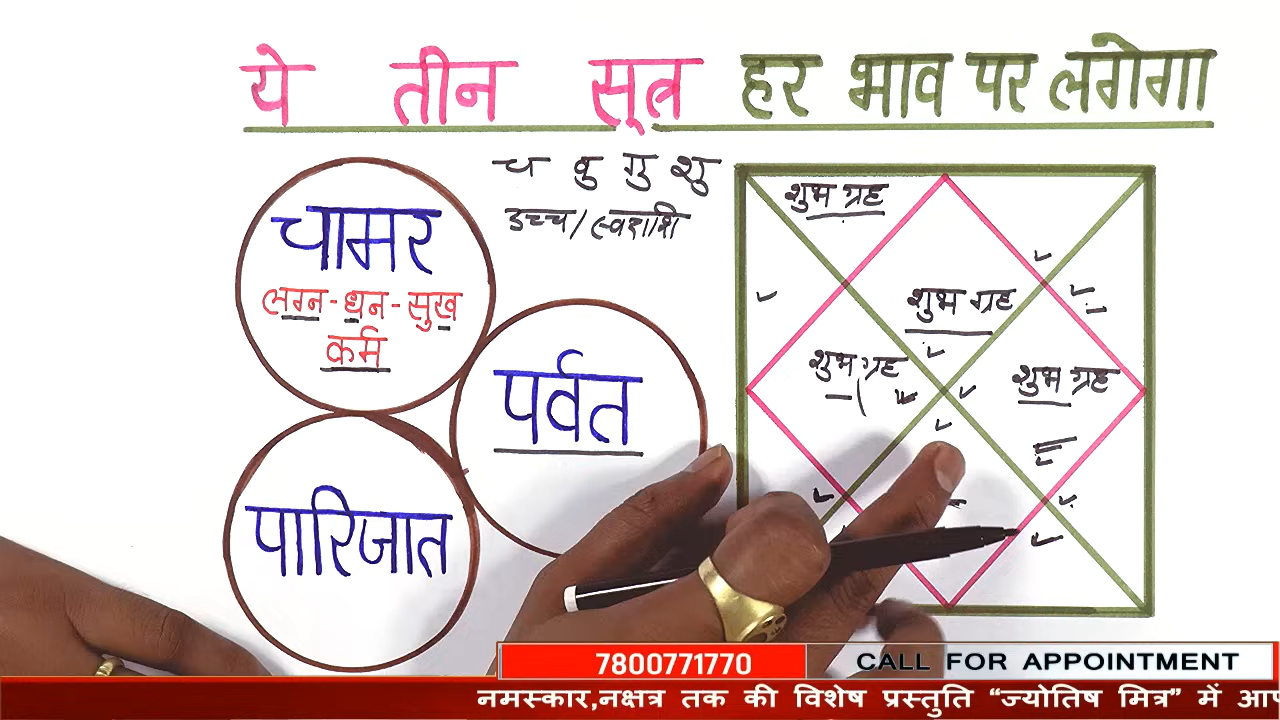 ये तीन सूत्र हर भाव पर लगेगा
च बु गु शु
उच्च/स्वराशि
चामर
लग्न-धन-सुख
कर्म
पर्वत
पारिजात
शुभ ग्रह
शुभ ग्रह
शुभ ग्रह
शुभ ग्रह
7800771770
CALL FOR APPOINTMENT
नमस्कार,नक्षत्र तक की विशेष प्रस्तुति “ज्योतिष मित्र” में